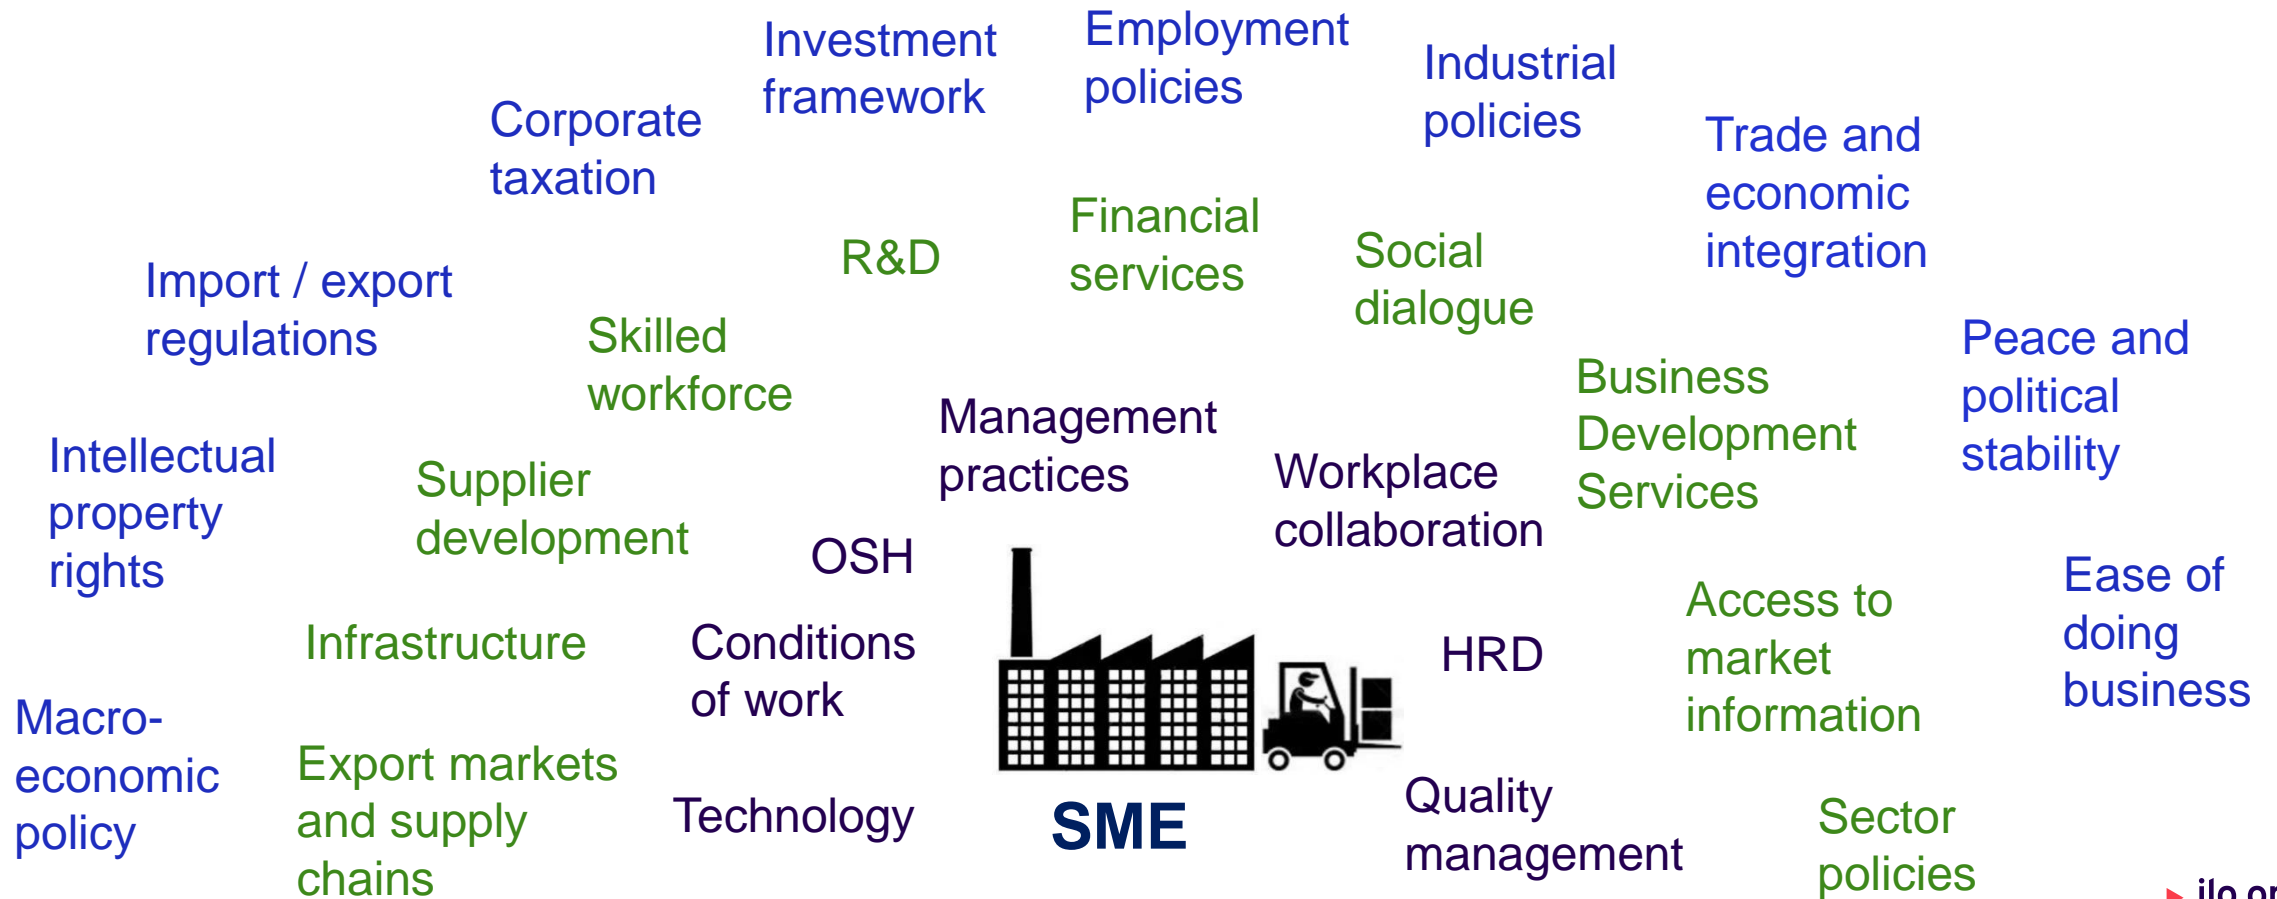 Investment
framework
Employment
policies
Industrial
policies
Corporate
taxation
Trade and
economic
integration
Import / export
regulations
R&D
Financial
services
Social
dialogue
Skilled
workforce
Peace and
political
stability
Intellectual
property
rights
Supplier
development
Management
practices
Workplace
collaboration
Business
Development
Services
OSH
Ease of
doing
business
Infrastructure
Conditions
of work
HRD
Access to
market
information
Macro-
economic
policy
Export markets
and supply
chains
Technology
SME
Quality
management
Sector
policies